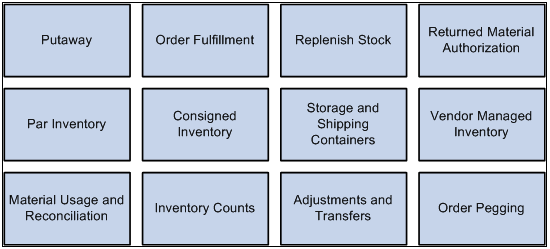 Putaway
Order Fulfillment
Replenish Stock
Returned Material
Authorization
Par Inventory
Consigned
Inventory
Storage and
Shipping
Containers
Vendor Managed
Inventory
Material Usage and
Reconciliation
Inventory Counts
Adjustments and
Transfers
Order Pegging